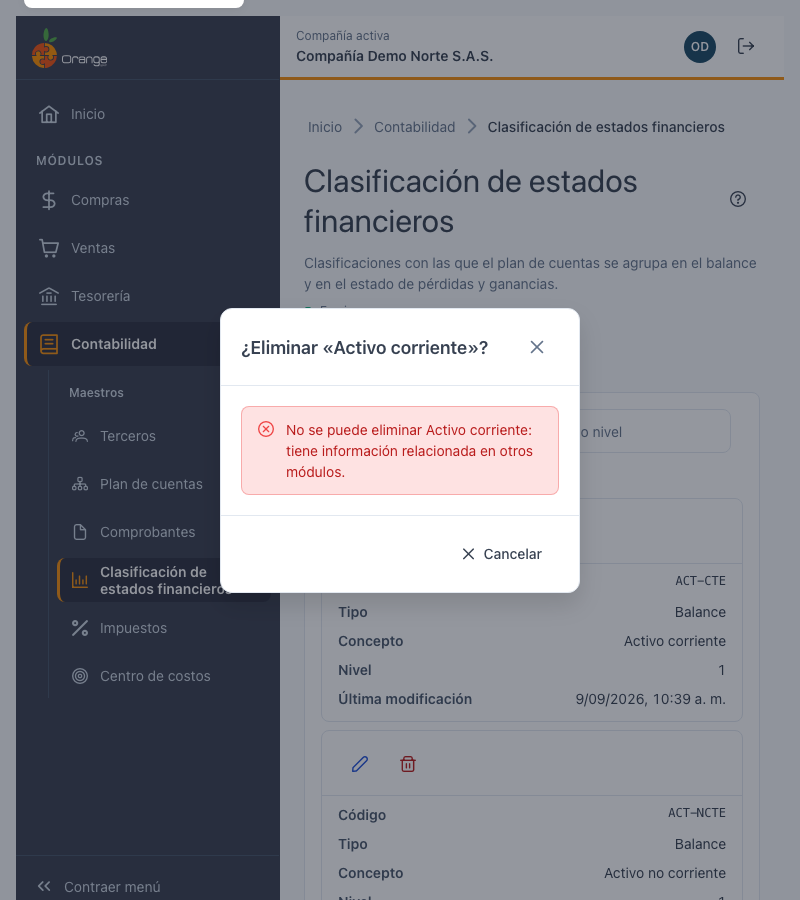 Orange
Compañía activa
Compañía Demo Norte S.A.S.
OD
Inicio
MÓDULOS
Compras
Ventas
Tesorería
Contabilidad
Maestros
Terceros
Plan de cuentas
Comprobantes
Clasificación de
estados financieros
Impuestos
Centro de costos
Contraer menú
Inicio
Contabilidad
Clasificación de estados financieros
Clasificación de estados
financieros
Clasificaciones con las que el plan de cuentas se agrupa en el balance
y en el estado de pérdidas y ganancias.
¿Eliminar «Activo corriente»?
No se puede eliminar Activo corriente:
tiene información relacionada en otros
módulos.
Cancelar
o nivel
ACT-CTE
Tipo
Balance
Concepto
Activo corriente
Nivel
1
Última modificación
9/09/2026, 10:39 a. m.
Código
ACT-NCTE
Tipo
Balance
Concepto
Activo no corriente